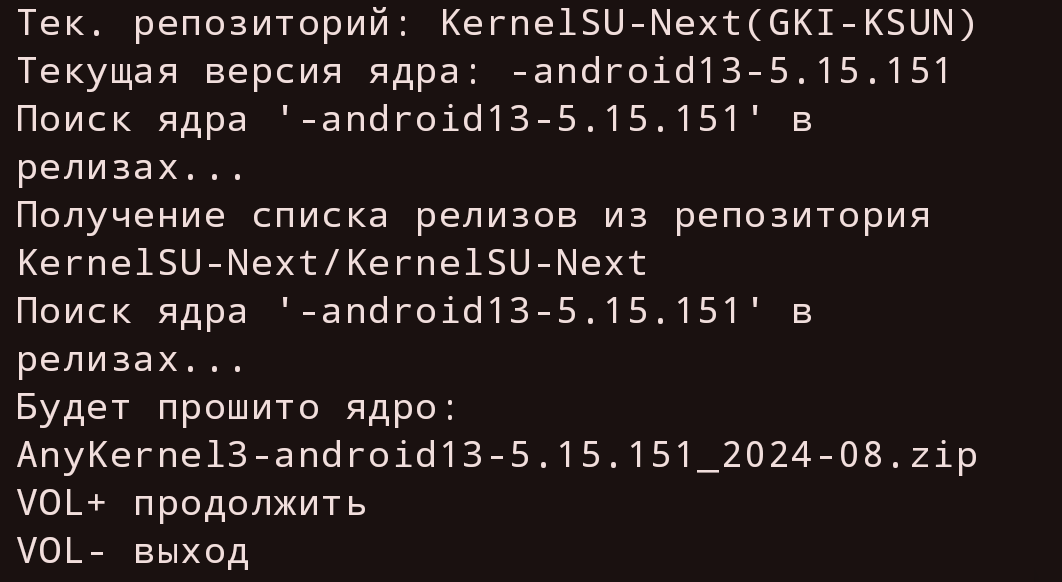 Тек. репозиторий: KernelSU-Next(GKI-KSUN)
Текущая версия ядра: -android13-5.15.151
Поиск ядра '-android13-5.15.151' в
релизах...
Получение списка релизов из репозитория
KernelSU-Next/KernelSU-Next
Поиск ядра '-android13-5.15.151' в
релизах...
Будет прошито ядро:
AnyKernel3-android13-5.15.151_2024-08.zip
VOL+ продолжить
VOL- выход